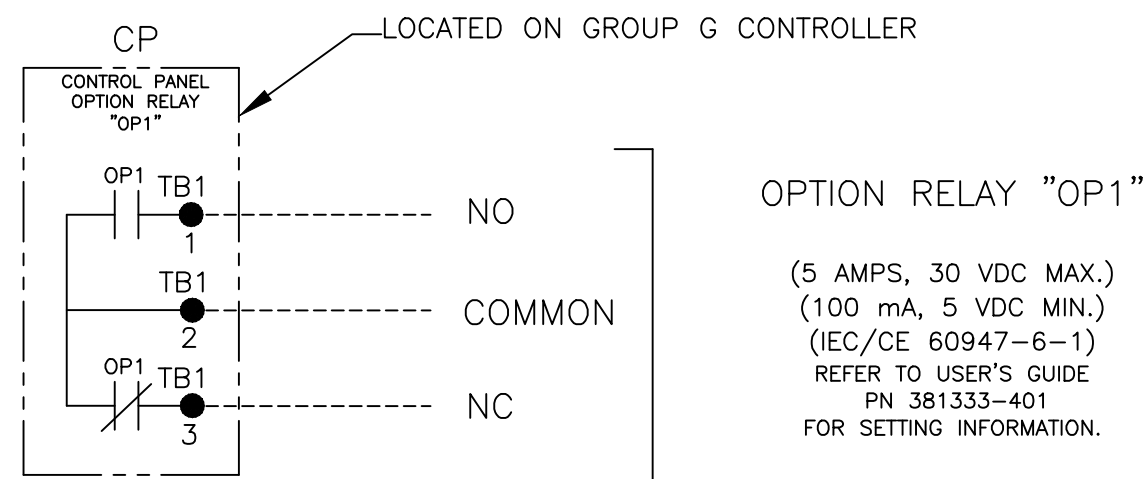 LOCATED ON GROUP G CONTROLLER
CP
CONTROL PANEL
OPTION RELAY
"OP1"
OP1
TB1
1
NO
TB1
2
COMMON
OP1
TB1
3
NC
OPTION RELAY "OP1"
(5 AMPS, 30 VDC MAX.)
(100 mA, 5 VDC MIN.)
(IEC/CE 60947-6-1)
REFER TO USER'S GUIDE
PN 381333-401
FOR SETTING INFORMATION.